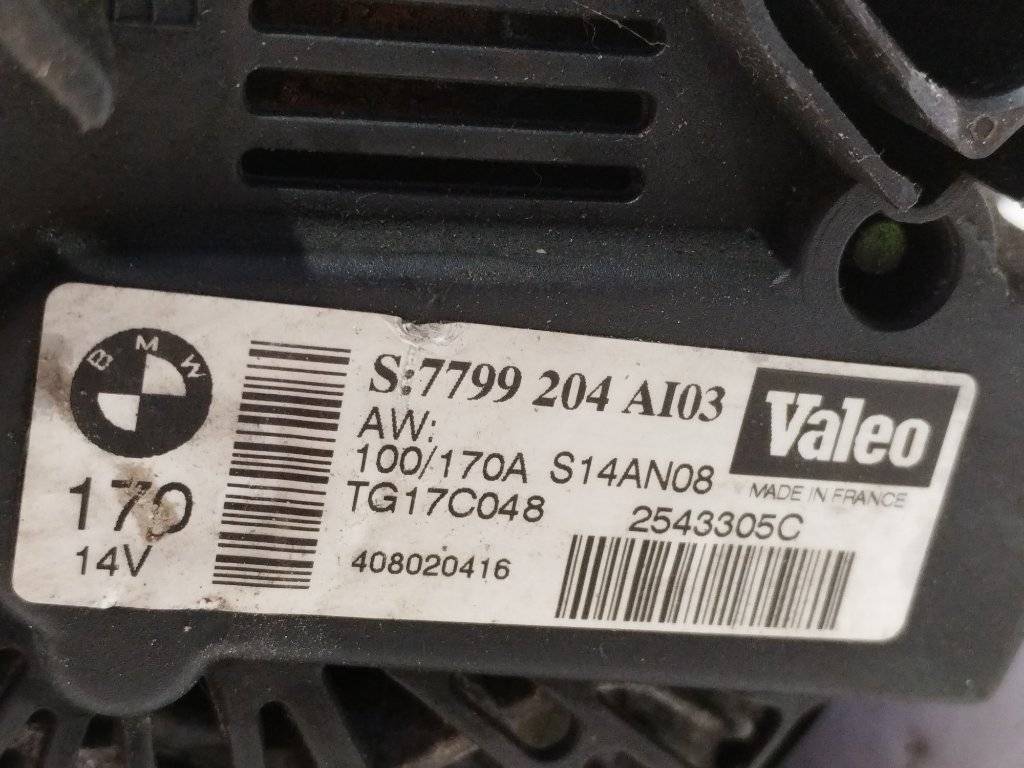 BMW
170
14V
S:7799 204 AI03
AW:
100/170A S14AN08
TG17C048
408020416
Valeo
MADE IN FRANCE
2543305C